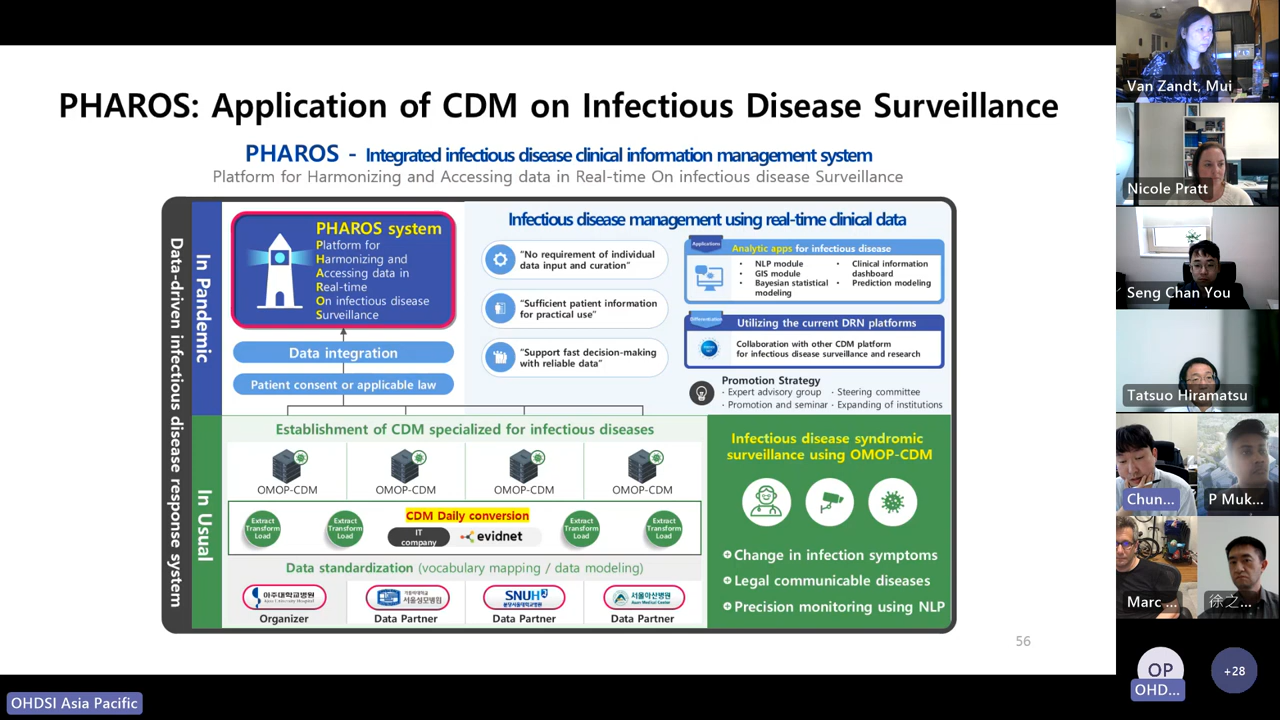 PHAROS: Application of CDM on Infectious Disease Surveillance
PHAROS - Integrated infectious disease clinical information management system
Platform for Harmonizing and Accessing data in Real-time On infectious disease Surveillance
Data-driven infectious disease response system
In Pandemic
PHAROS system
Platform for
Harmonizing and
Accessing data in
Real-time
On infectious disease
Surveillance
Data integration
Patient consent or applicable law
Infectious disease management using real-time clinical data
"No requirement of individual
data input and curation"
"Sufficient patient information
for practical use"
"Support fast decision-making
with reliable data"
Applications
Analytic apps for infectious disease
• NLP module
• GIS module
• Bayesian statistical
modeling
• Clinical information
dashboard
• Prediction modeling
Differentiation
Utilizing the current DRN platforms
Collaboration with other CDM platform
for infectious disease surveillance and research
Promotion Strategy
· Expert advisory group · Steering committee
· Promotion and seminar · Expanding of institutions
In Usual
Establishment of CDM specialized for infectious diseases
OMOP-CDM
OMOP-CDM
OMOP-CDM
OMOP-CDM
Extract
Transform
Load
Extract
Transform
Load
CDM Daily conversion
IT
company
evidnet
Extract
Transform
Load
Extract
Transform
Load
Data standardization (vocabulary mapping / data modeling)
아주대학교병원
Organizer
서울성모병원
Data Partner
SNUH
분당서울대학교병원
Data Partner
서울아산병원
Asan Medical Center
Data Partner
Infectious disease syndromic
surveillance using OMOP-CDM
Change in infection symptoms
Legal communicable diseases
Precision monitoring using NLP
56
OHDSI Asia Pacific
Van Zandt, Mui
Nicole Pratt
Seng Chan You
Tatsuo Hiramatsu
Chun...
P Muk...
Marc ...
徐之...
OP
OHD...
+28